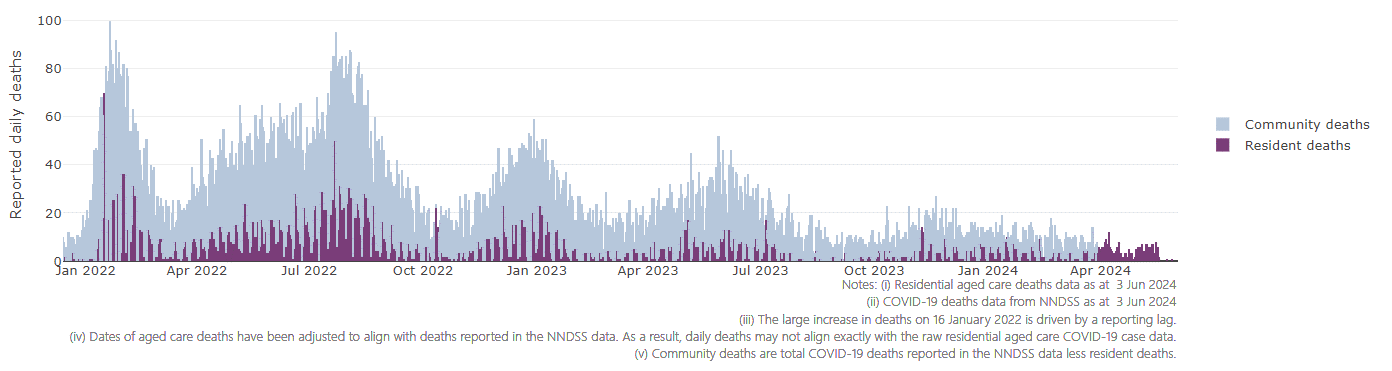 Reported daily deaths
100
80
60
40
20
0
Jan 2022 Apr 2022 Jul 2022 Oct 2022 Jan 2023 Apr 2023 Jul 2023 Oct 2023 Jan 2024 Apr 2024
Community deaths
Resident deaths
Notes: (i) Residential aged care deaths data as at 3 Jun 2024
(ii) COVID-19 deaths data from NNDSS as at 3 Jun 2024
(iii) The large increase in deaths on 16 January 2022 is driven by a reporting lag.
(iv) Dates of aged care deaths have been adjusted to align with deaths reported in the NNDSS data. As a result, daily deaths may not align exactly with the raw residential aged care COVID-19 case data.
(v) Community deaths are total COVID-19 deaths reported in the NNDSS data less resident deaths.